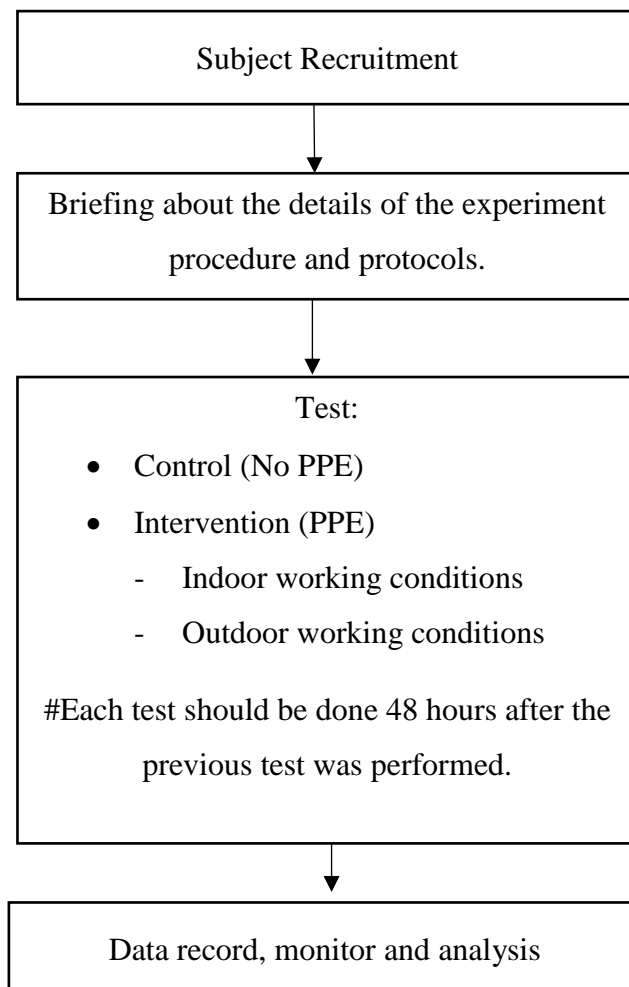 Subject Recruitment
Briefing about the details of the experiment
procedure and protocols.
Test:
• Control (No PPE)
• Intervention (PPE)
- Indoor working conditions
- Outdoor working conditions
#Each test should be done 48 hours after the
previous test was performed.
Data record, monitor and analysis